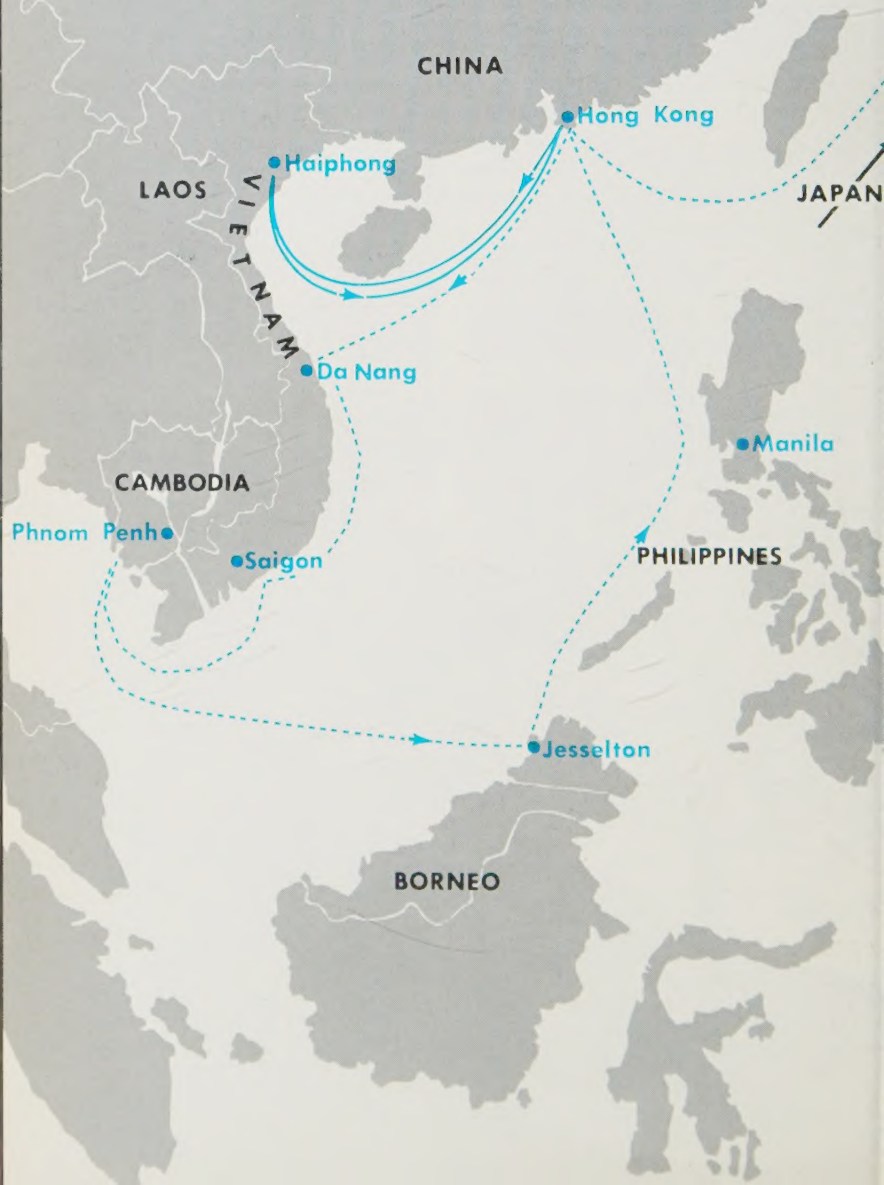 CHINA
Hong Kong
Haiphong
LAOS
VIETNAM
JAPAN
Da Nang
Manila
CAMBODIA
Phnom Penh
Saigon
PHILIPPINES
Jesselton
BORNEO